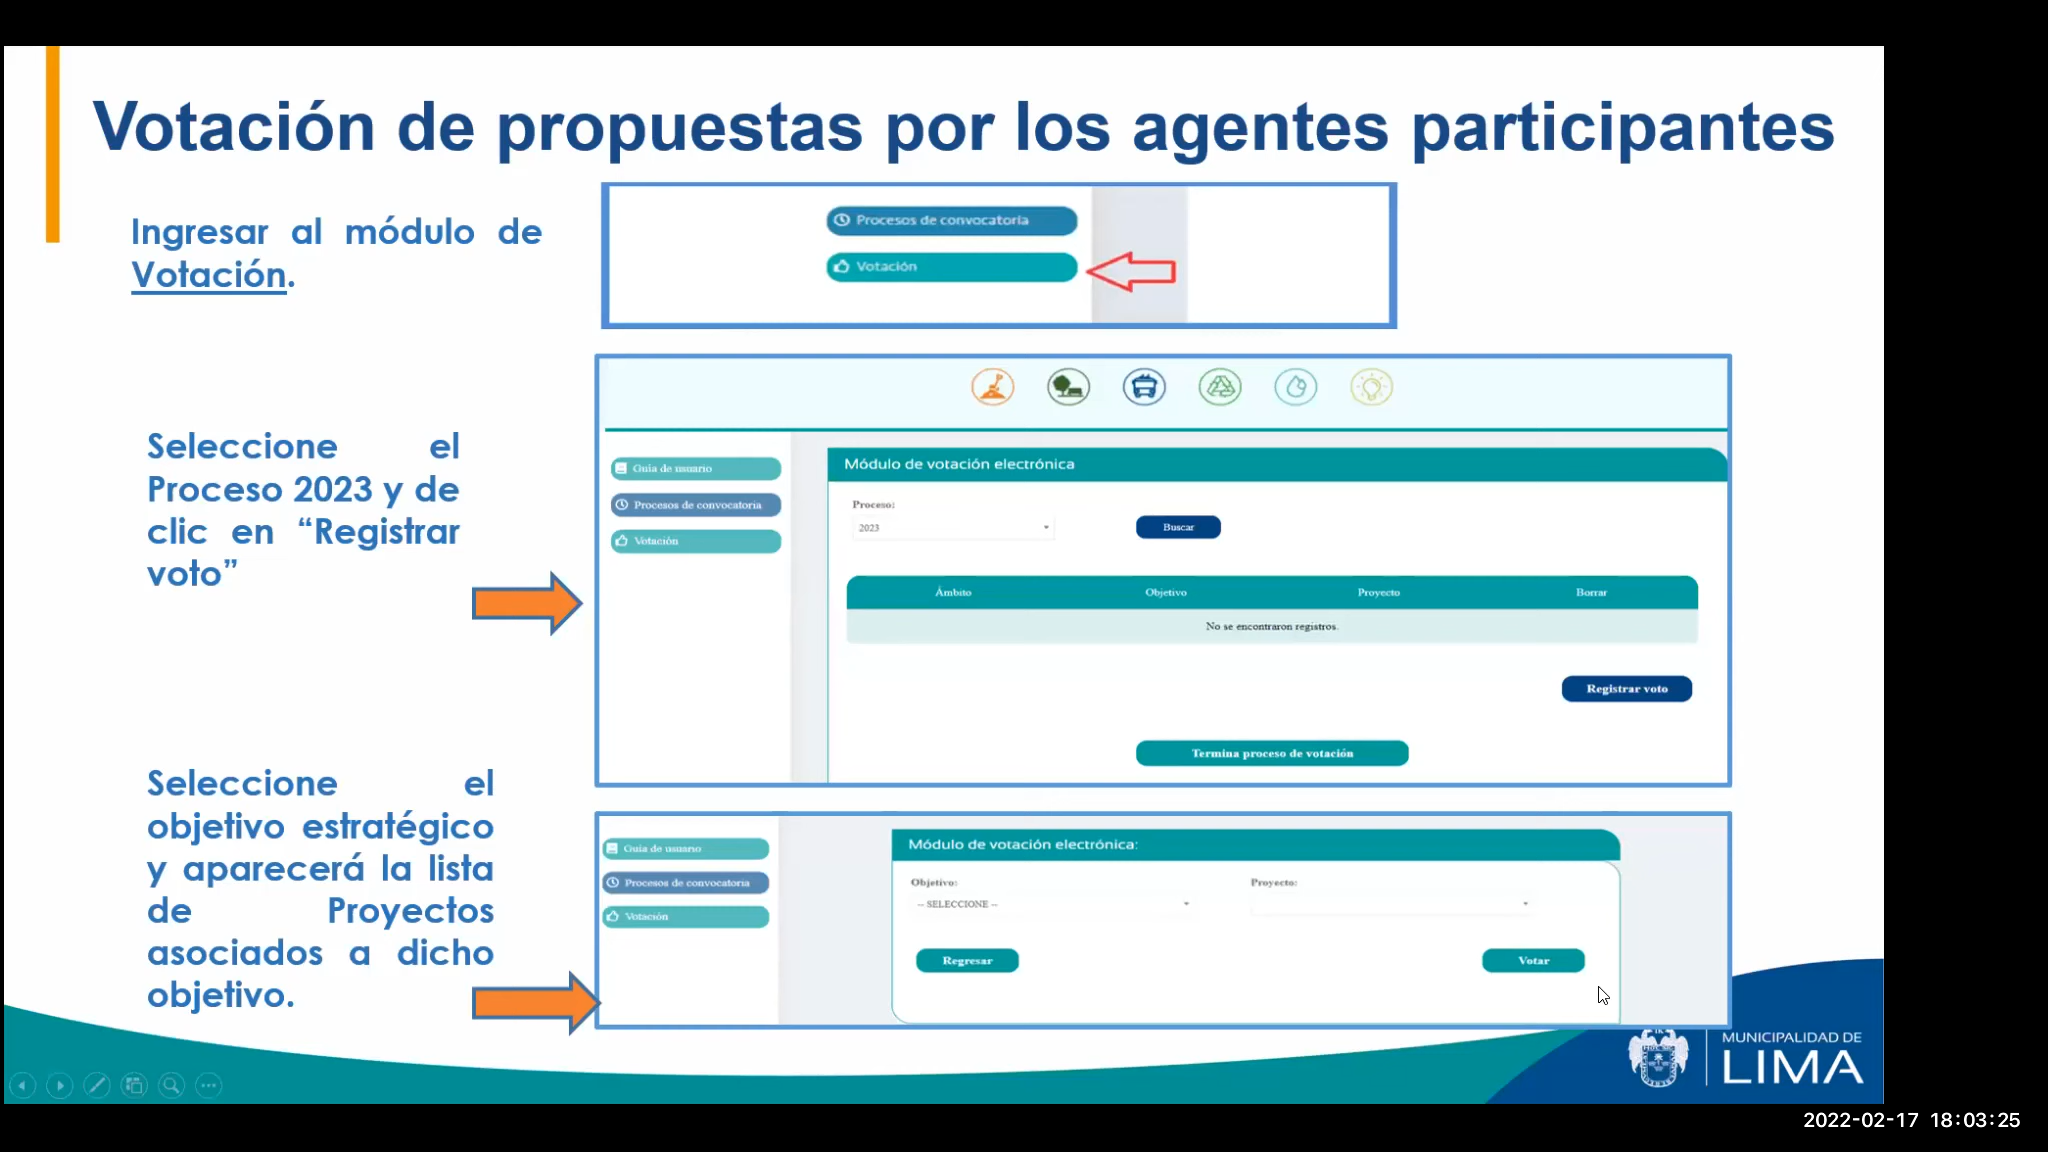 Votación de propuestas por los agentes participantes
Ingresar al módulo de
Votación.
Procesos de convocatoria
Votación
Seleccione el
Proceso 2023 y de
clic en “Registrar
voto”
Guía de usuario
Procesos de convocatoria
Votación
Módulo de votación electrónica
Proceso:
2023
Buscar
Ámbito Objetivo Proyecto Borrar
No se encontraron registros.
Registrar voto
Termina proceso de votación
Seleccione el
objetivo estratégico
y aparecerá la lista
de Proyectos
asociados a dicho
objetivo.
Guía de usuario
Procesos de convocatoria
Votación
Módulo de votación electrónica:
Objetivo: Proyecto:
-- SELECCIONE --
Regresar Votar
MUNICIPALIDAD DE
LIMA
2022-02-17 18:03:25